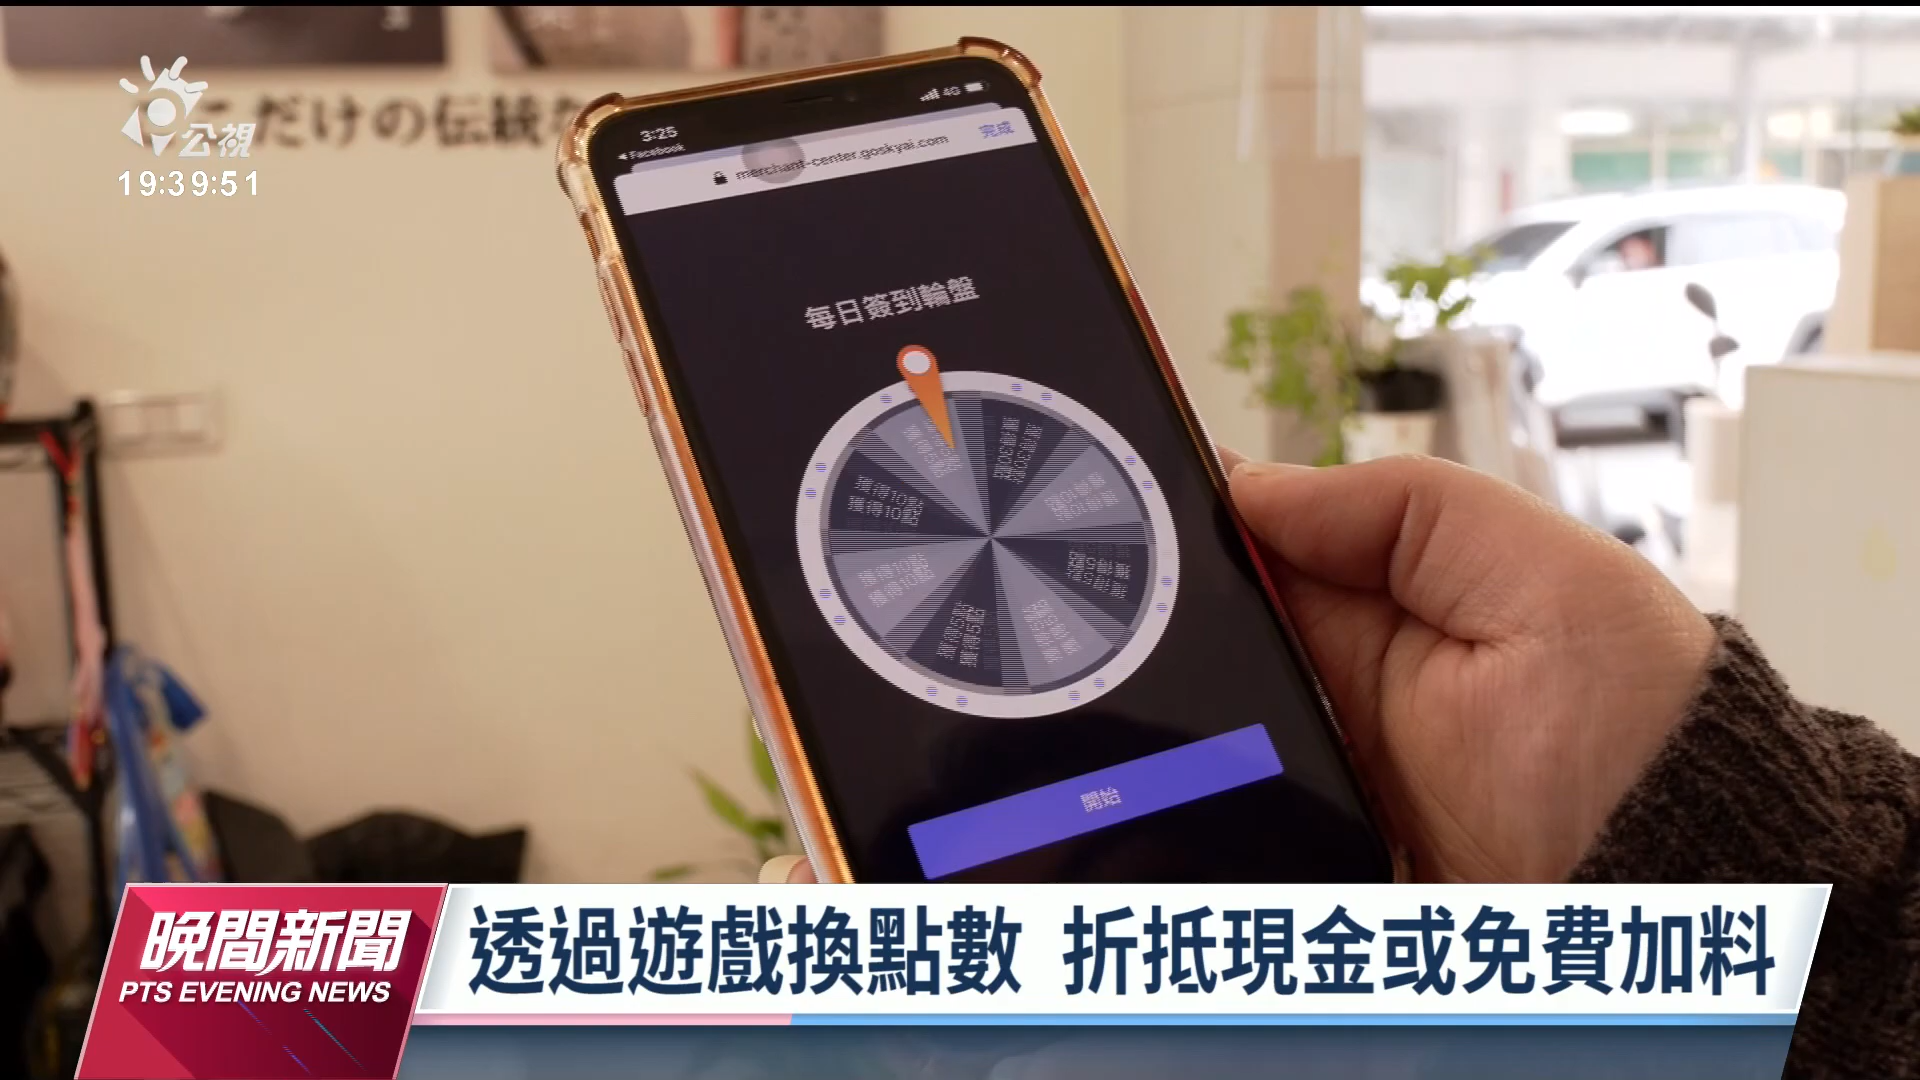 公視
19:39:51
だけの伝統
3:25
4G
Facebook
merchant-center.goskyai.com
完成
每日簽到輪盤
獲得10點
獲得10點
獲得10點
獲得10點
獲得5點
獲得5點
開始
晚間新聞
PTS EVENING NEWS
透過遊戲換點數 折抵現金或免費加料